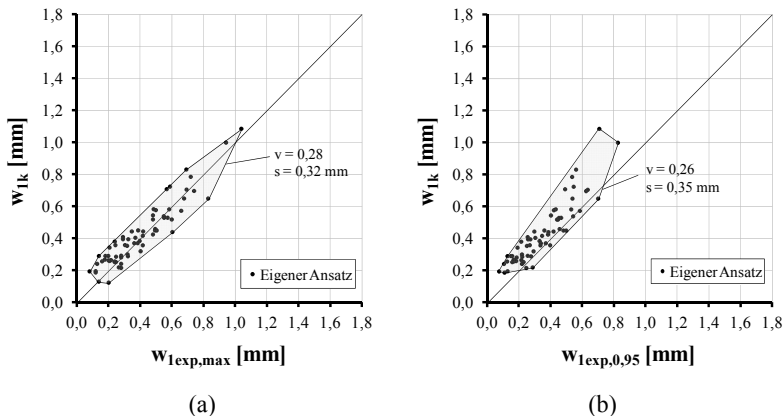 1,8
1,6
1,4
1,2
1,0
0,8
0,6
0,4
0,2
0,0
w1k [mm]
v = 0,28
s = 0,32 mm
Eigener Ansatz
0,0 0,2 0,4 0,6 0,8 1,0 1,2 1,4 1,6 1,8
w1exp,max [mm]
(a)
1,8
1,6
1,4
1,2
1,0
0,8
0,6
0,4
0,2
0,0
w1k [mm]
v = 0,26
s = 0,35 mm
Eigener Ansatz
0,0 0,2 0,4 0,6 0,8 1,0 1,2 1,4 1,6 1,8
w1exp,0,95 [mm]
(b)